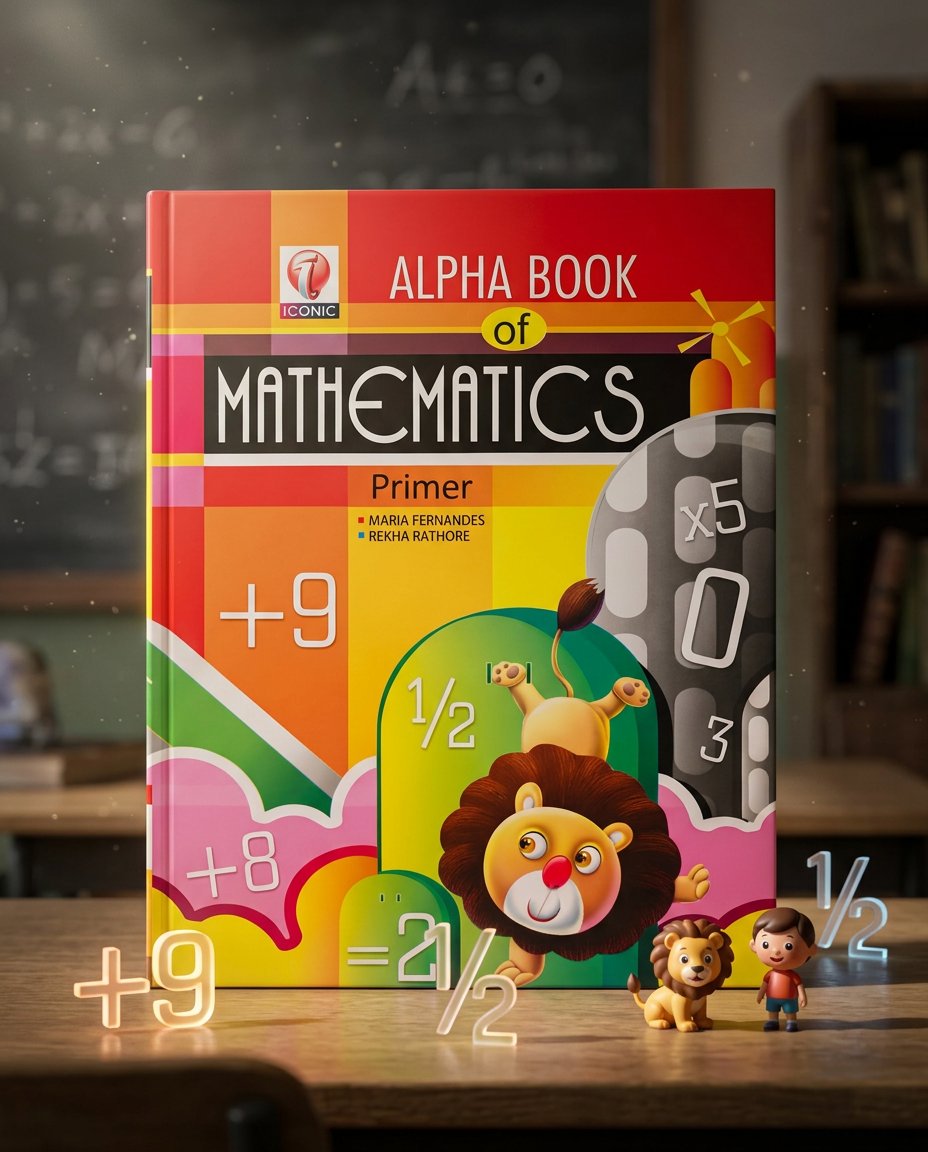 ICONIC
ALPHA BOOK
of
MATHEMATICS
Primer
MARIA FERNANDES
REKHA RATHORE
x5
+9
0
1/2
3
+8
=2
1/2
+9
1/2